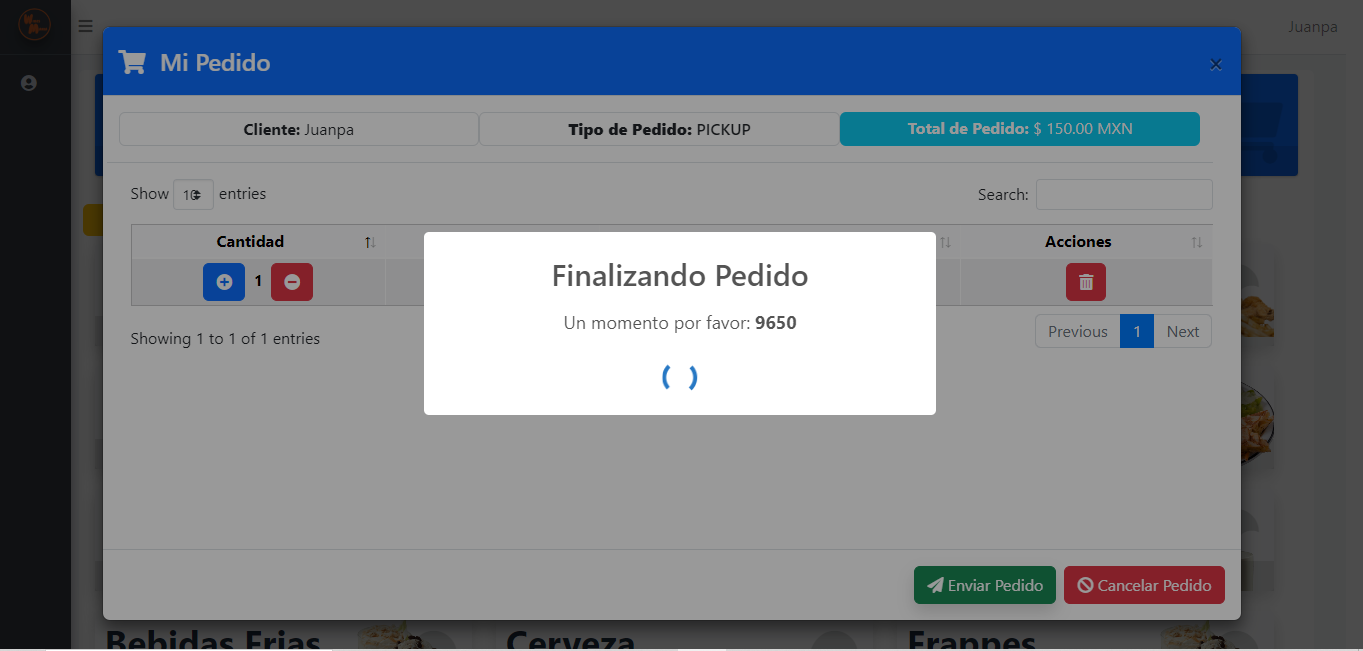 Juanpa
Mi Pedido
×
Cliente: Juanpa
Tipo de Pedido: PICKUP
Total de Pedido: $ 150.00 MXN
Show 10 entries
Search:
Cantidad
Acciones
1
Finalizando Pedido
Un momento por favor: 9650
Showing 1 to 1 of 1 entries
Previous 1 Next
Enviar Pedido
Cancelar Pedido
Bebidas Frias
Cerveza
Frappes